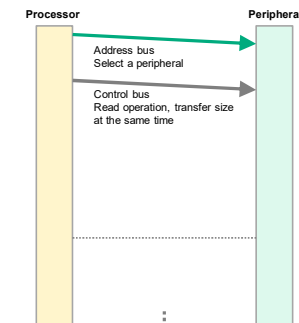 Processor
Periphera
Address bus
Select a peripheral
Control bus
Read operation, transfer size
at the same time